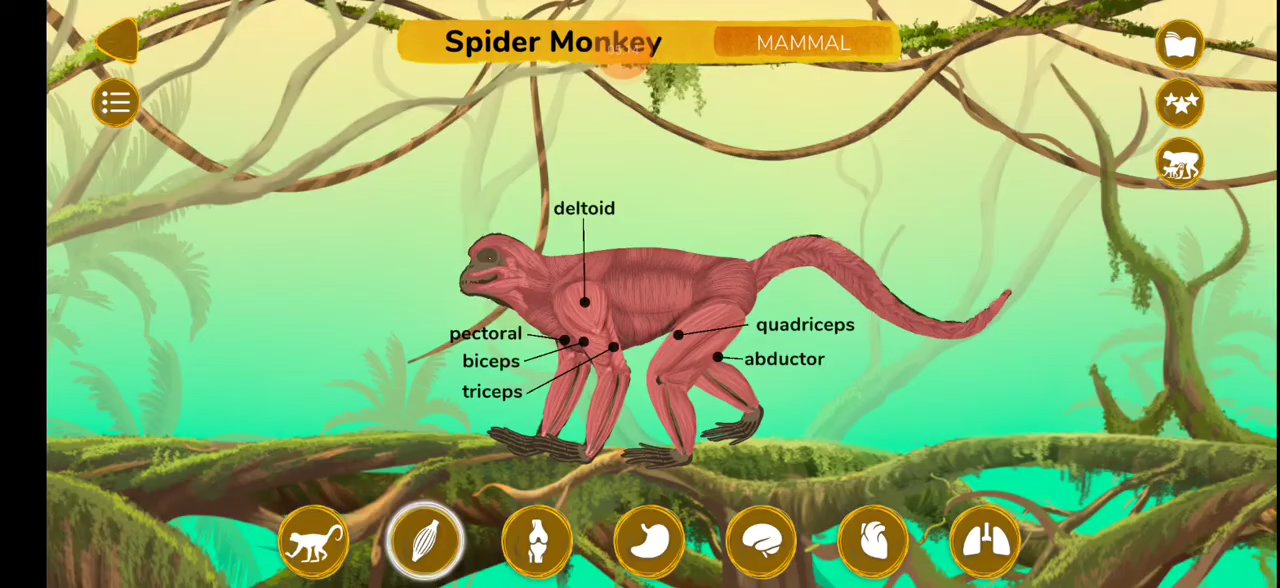 Spider Monkey
MAMMAL
deltoid
pectoral
quadriceps
biceps
abductor
triceps